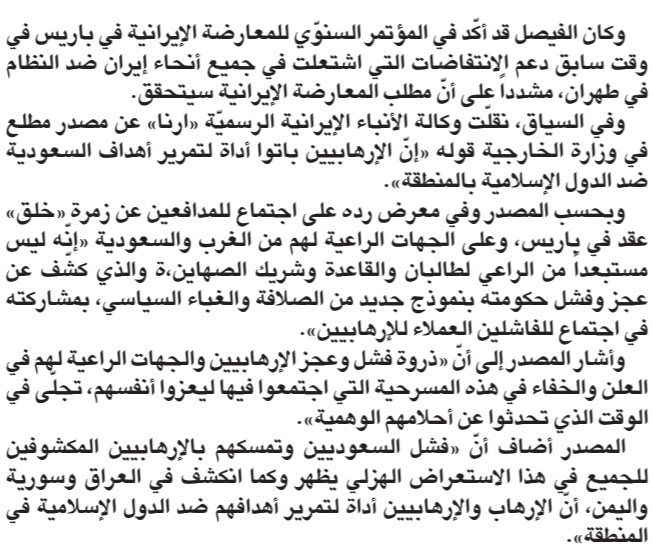 وكان الفيصل قد أكّد في المؤتمر السنوّي للمعارضة الإيرانية في باريس في
وقت سابق دعم الانتفاضات التي اشتعلت في جميع أنحاء إيران ضد النظام
في طهران، مشدداً على أنّ مطلب المعارضة الإيرانية سيتحقق.
وفي السياق، نقلّت وكالة الأنباء الإيرانية الرسميّة «ارنا» عن مصدر مطلع
في وزارة الخارجية قوله «إنّ الإرهابيين باتوا أداة لتمرير أهداف السعودية
ضد الدول الإسلامية بالمنطقة».
وبحسب المصدر وفي معرض رده على اجتماع للمدافعين عن زمرة «خلق»
عقد في باريس، وعلى الجهات الراعية لهم من الغرب والسعودية «إنّه ليس
مستبعداً من الراعي لطالبان والقاعدة وشريك الصهاين،ة والذي كشف عن
عجز وفشل حكومته بنموذج جديد من الصلافة والغباء السياسي، بمشاركته
في اجتماع للفاشلين العملاء للإرهابيين».
وأشار المصدر إلى أنّ «ذروة فشل وعجز الإرهابيين والجهات الراعية لهم في
العلن والخفاء في هذه المسرحية التي اجتمعوا فيها ليعزوا أنفسهم، تجلّى في
الوقت الذي تحدثوا عن أحلامهم الوهمية».
المصدر أضاف أنّ «فشل السعوديين وتمسكهم بالإرهابيين المكشوفين
للجميع في هذا الاستعراض الهزلي يظهر وكما انكشف في العراق وسورية
واليمن، أنّ الإرهاب والإرهابيين أداة لتمرير أهدافهم ضد الدول الإسلامية في
المنطقة».